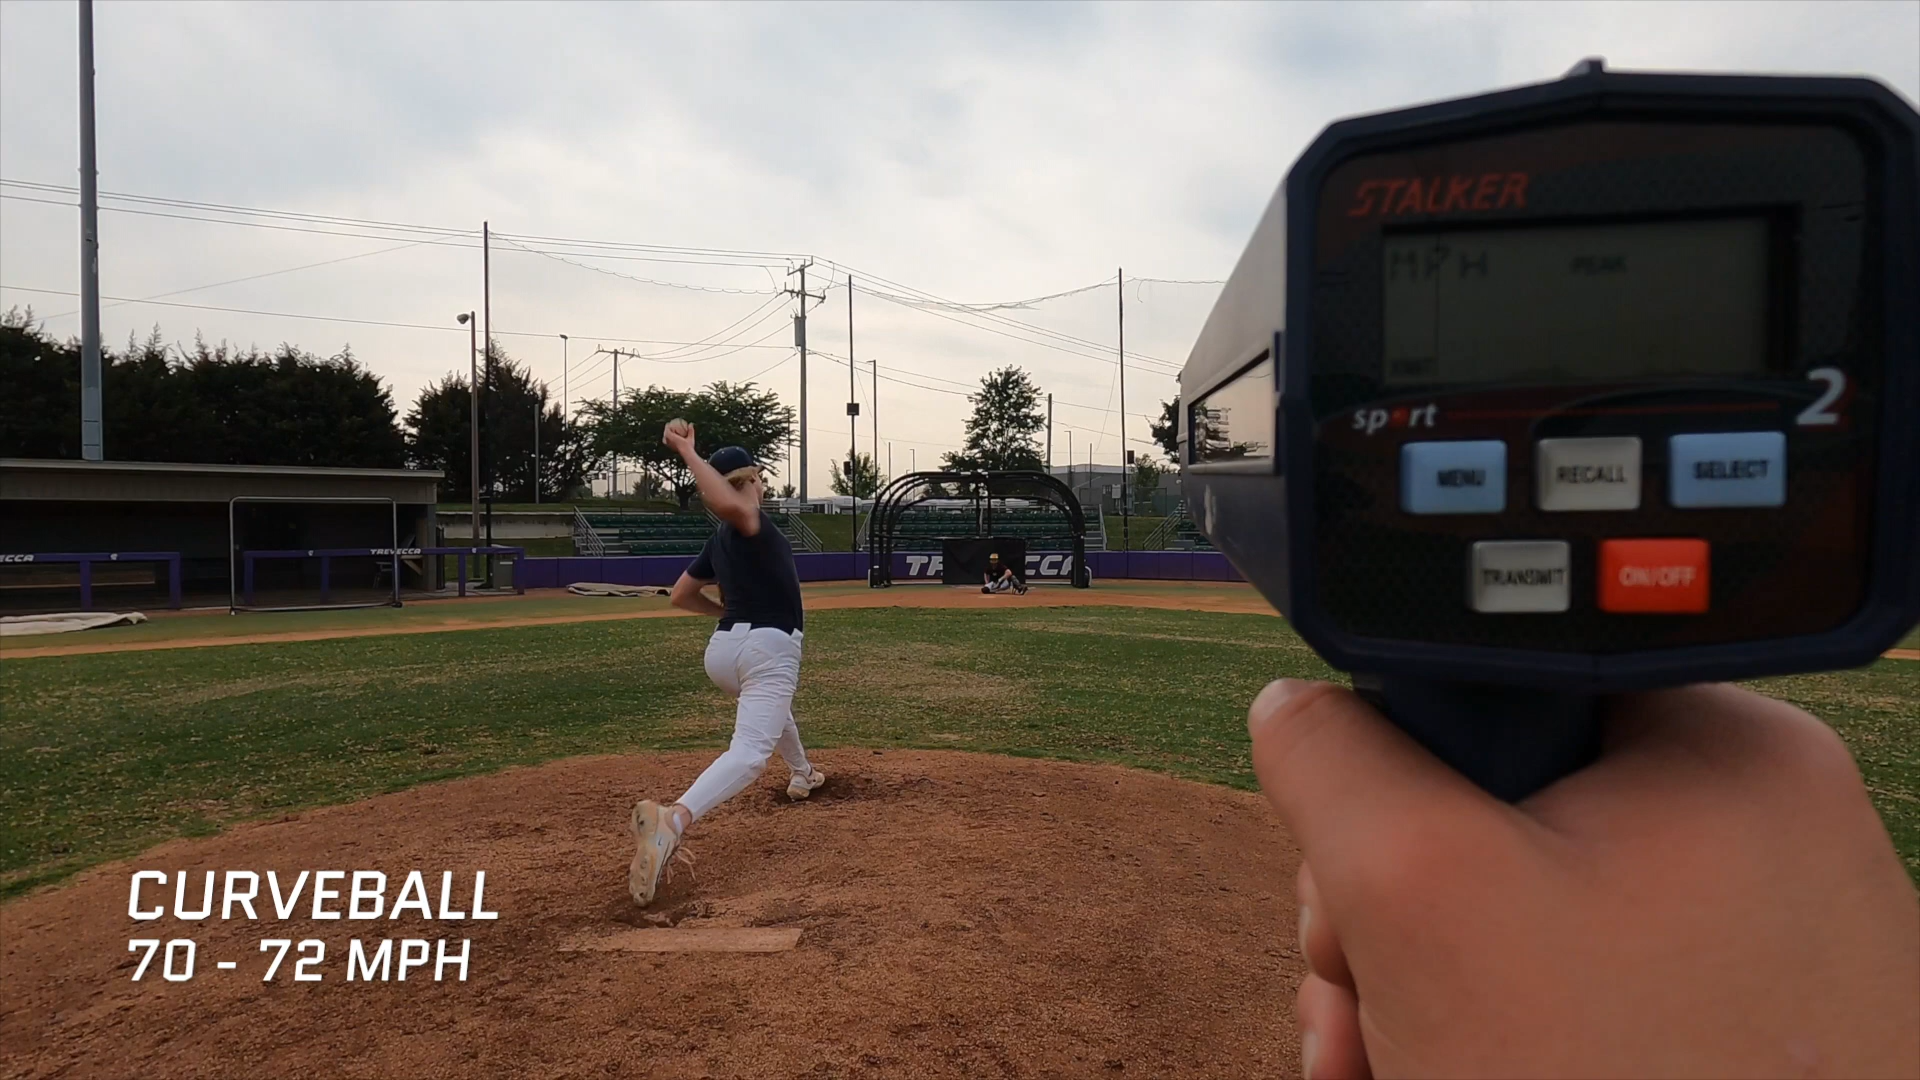 STALKER
MPH PEAK
sport 2
MENU RECALL SELECT
TRANSMIT ON/OFF
TREVECCA
CURVEBALL
70 - 72 MPH